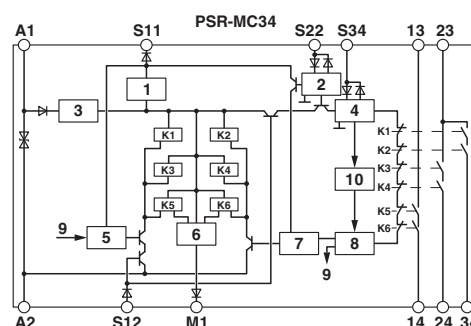 PSR-MC34
A1 S11 S22 S34 13 23
1 2
3 4
K1 K2 K1
K2
K3 K4 K3
10
K4
K5 K6 K5
9 5 6 7 8 K6
9
A2 S12 M1 14 24